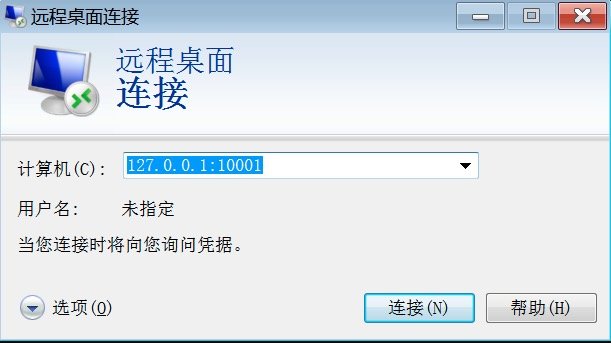 远程桌面连接
远程桌面
连接
计算机(C): 127.0.0.1:10001
用户名: 未指定
当您连接时将向您询问凭据。
选项(O) 连接(N) 帮助(H)